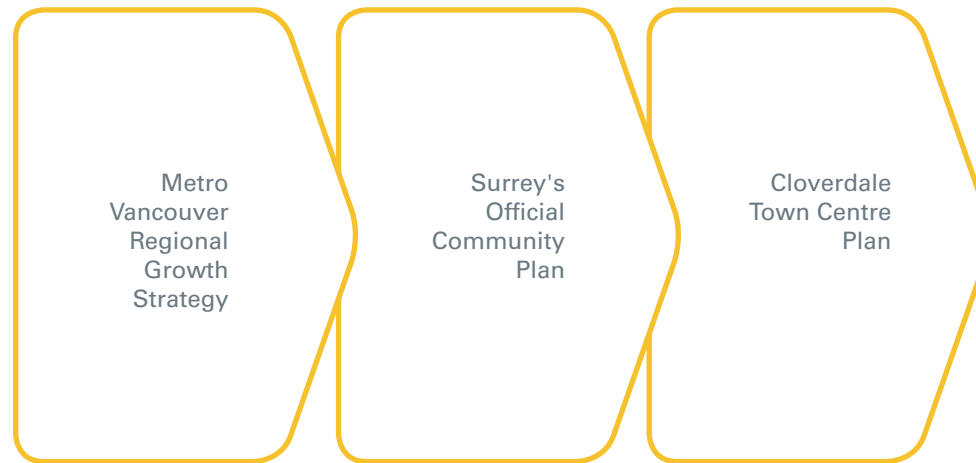 Metro
Vancouver
Regional
Growth
Strategy
Surrey's
Official
Community
Plan
Cloverdale
Town Centre
Plan